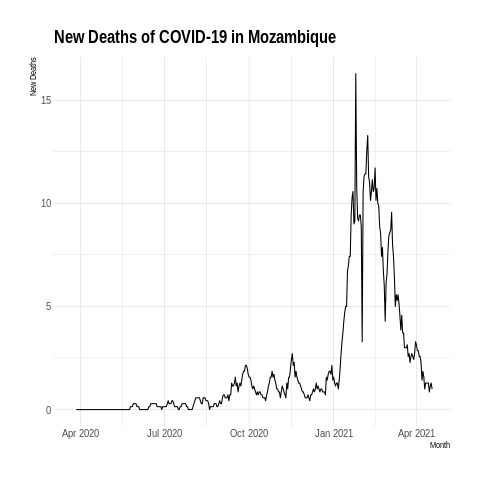 New Deaths of COVID-19 in Mozambique
New Deaths
15
10
5
0
Apr 2020 Jul 2020 Oct 2020 Jan 2021 Apr 2021
Month